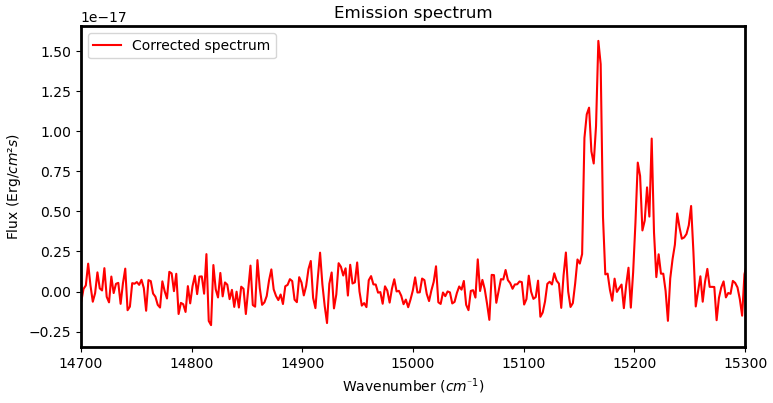 Emission spectrum
1e−17
Corrected spectrum
1.50
1.25
1.00
0.75
0.50
0.25
0.00
−0.25
Flux (Erg/cm²s)
14700 14800 14900 15000 15100 15200 15300
Wavenumber (cm⁻¹)